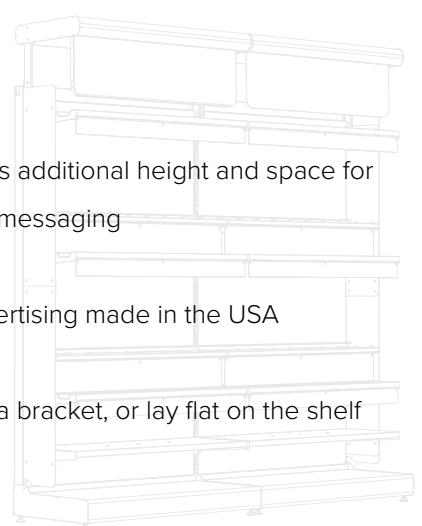 s additional height and space for
messaging
ertising made in the USA
a bracket, or lay flat on the shelf